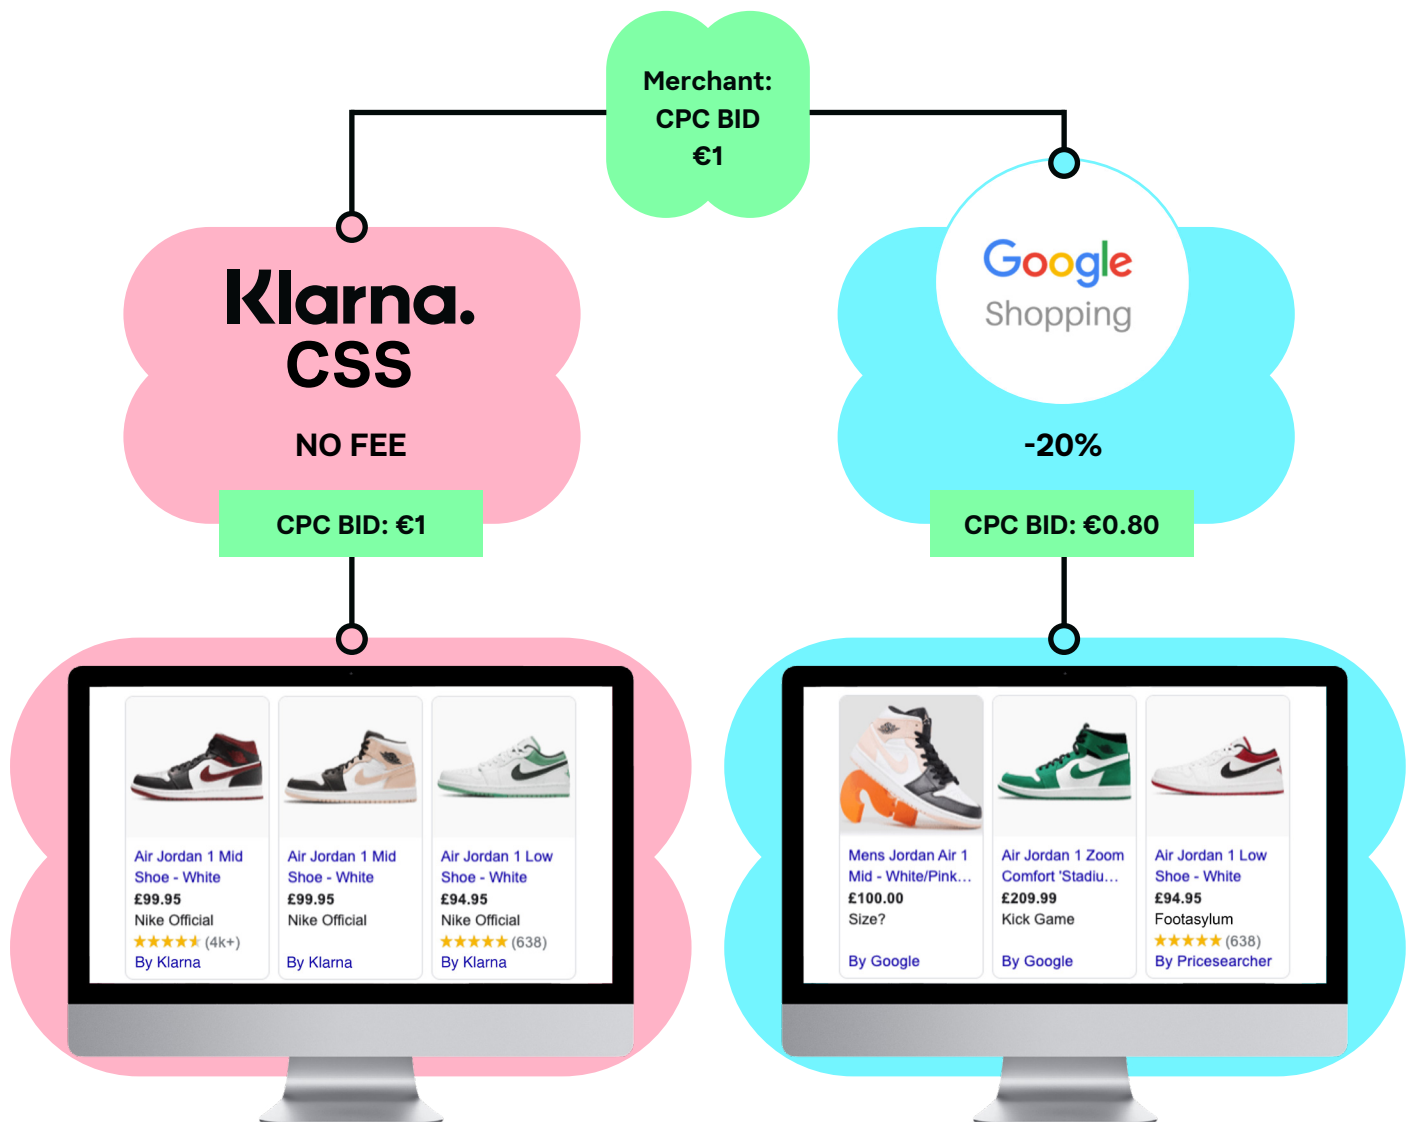 Merchant:
CPC BID
€1
Klarna.
CSS
NO FEE
CPC BID: €1
Google
Shopping
-20%
CPC BID: €0.80
Air Jordan 1 Mid
Shoe - White
£99.95
Nike Official
(4k+)
By Klarna
Air Jordan 1 Mid
Shoe - White
£99.95
Nike Official
By Klarna
Air Jordan 1 Low
Shoe - White
£94.95
Nike Official
(638)
By Klarna
Mens Jordan Air 1
Mid - White/Pink...
£100.00
Size?
By Google
Air Jordan 1 Zoom
Comfort 'Stadiu...
£209.99
Kick Game
By Google
Air Jordan 1 Low
Shoe - White
£94.95
Footasylum
(638)
By Pricesearcher